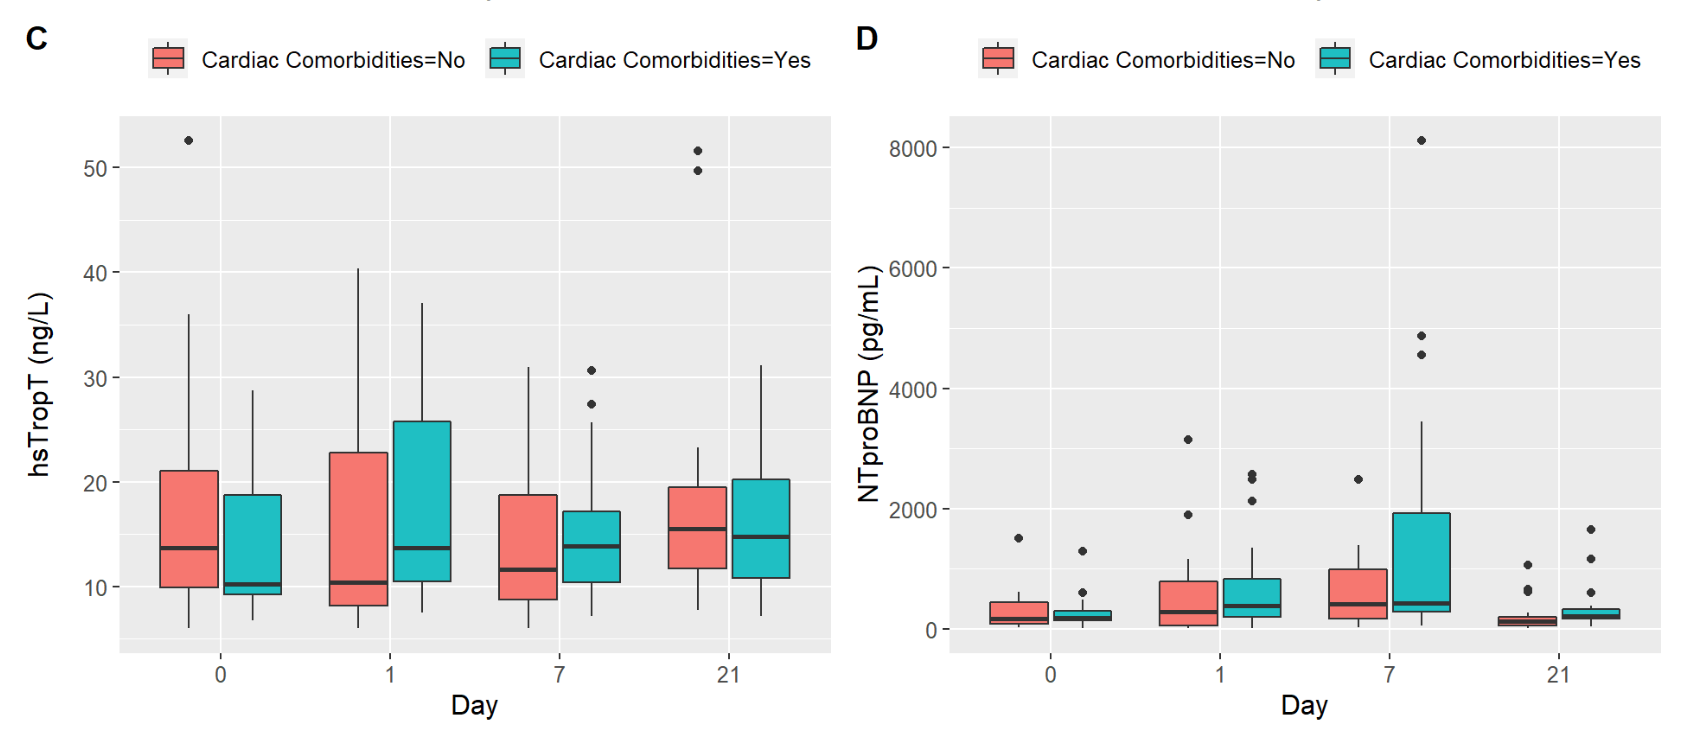 C
Cardiac Comorbidities=No Cardiac Comorbidities=Yes
50
40
30
20
10
hsTropT (ng/L)
0 1 7 21
Day
D
Cardiac Comorbidities=No Cardiac Comorbidities=Yes
8000
6000
4000
2000
0
NTproBNP (pg/mL)
0 1 7 21
Day